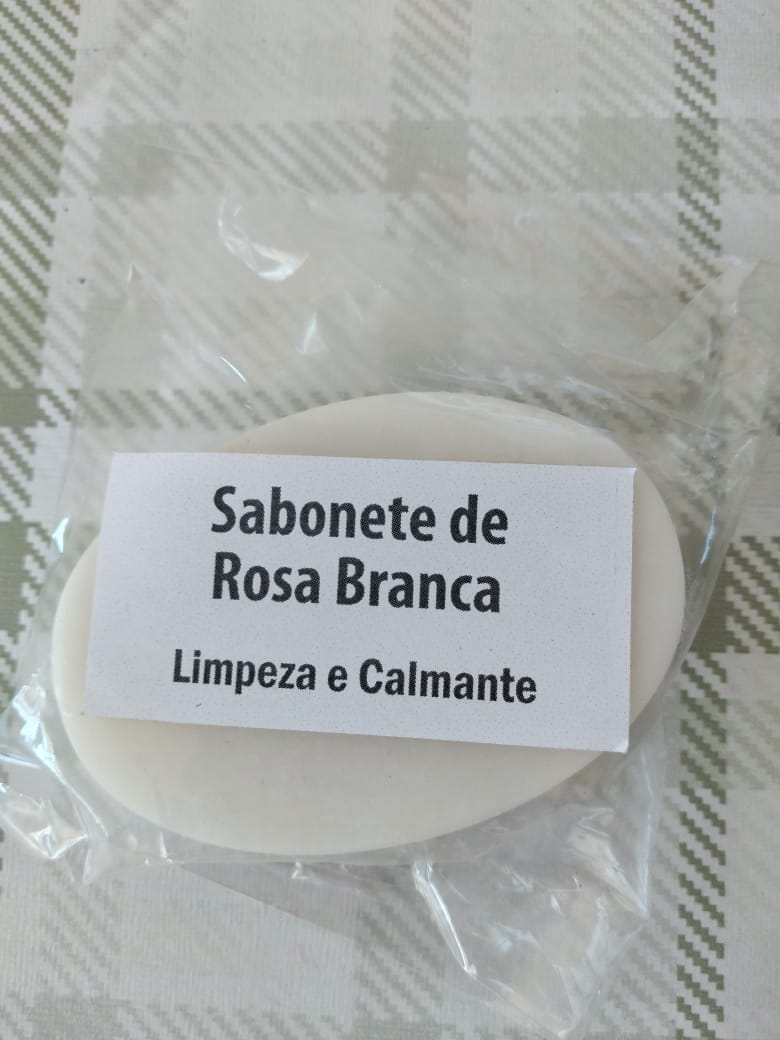 Sabonete de
Rosa Branca
Limpeza e Calmante